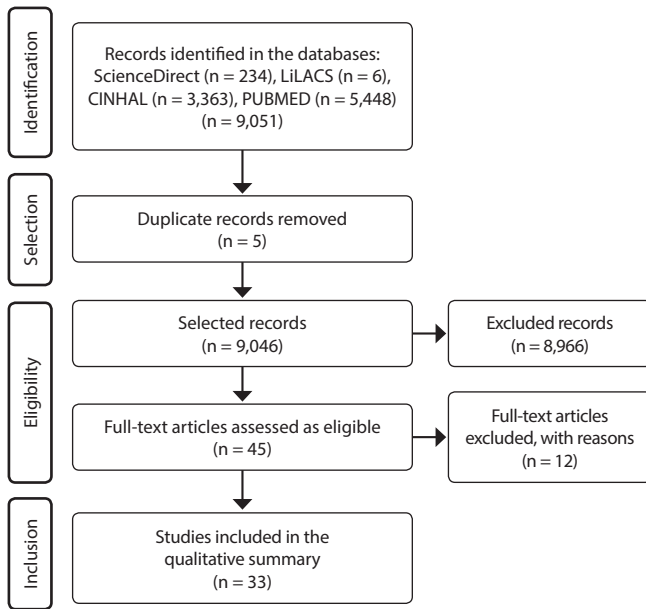 Identification
Records identified in the databases:
ScienceDirect (n = 234), LiLACS (n = 6),
CINHAL (n = 3,363), PUBMED (n = 5,448)
(n = 9,051)
Selection
Duplicate records removed
(n = 5)
Eligibility
Selected records
(n = 9,046)
Excluded records
(n = 8,966)
Full-text articles assessed as eligible
(n = 45)
Full-text articles
excluded, with reasons
(n = 12)
Inclusion
Studies included in the
qualitative summary
(n = 33)